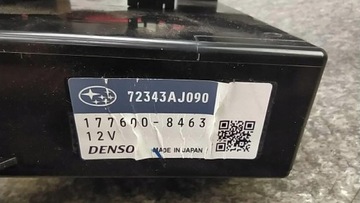 72343AJ090
177600-8463
12V
DENSO MADE IN JAPAN